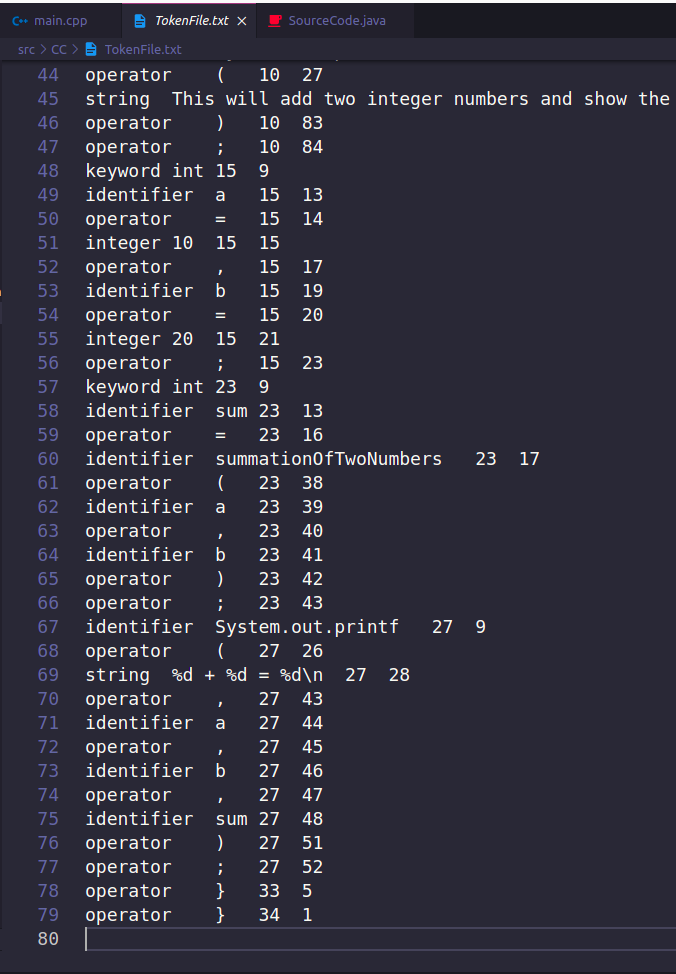 main.cpp TokenFile.txt SourceCode.java
src > CC > TokenFile.txt
44 operator ( 10 27
45 string This will add two integer numbers and show the
46 operator ) 10 83
47 operator ; 10 84
48 keyword int 15 9
49 identifier a 15 13
50 operator = 15 14
51 integer 10 15 15
52 operator , 15 17
53 identifier b 15 19
54 operator = 15 20
55 integer 20 15 21
56 operator ; 15 23
57 keyword int 23 9
58 identifier sum 23 13
59 operator = 23 16
60 identifier summationOfTwoNumbers 23 17
61 operator ( 23 38
62 identifier a 23 39
63 operator , 23 40
64 identifier b 23 41
65 operator ) 23 42
66 operator ; 23 43
67 identifier System.out.printf 27 9
68 operator ( 27 26
69 string %d + %d = %d\n 27 28
70 operator , 27 43
71 identifier a 27 44
72 operator , 27 45
73 identifier b 27 46
74 operator , 27 47
75 identifier sum 27 48
76 operator ) 27 51
77 operator ; 27 52
78 operator } 33 5
79 operator } 34 1
80